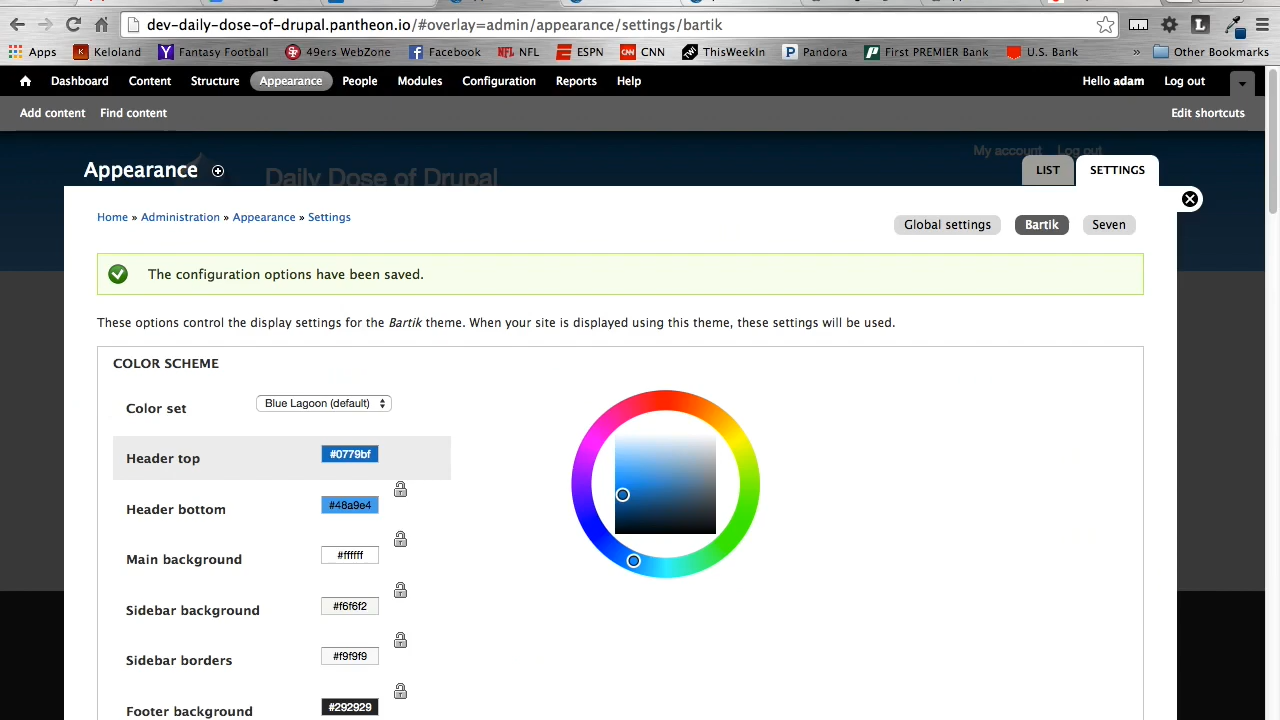 dev-daily-dose-of-drupal.pantheon.io/#overlay=admin/appearance/settings/bartik
Apps Keloland Fantasy Football 49ers WebZone Facebook NFL ESPN CNN ThisWeekIn Pandora First PREMIER Bank U.S. Bank » Other Bookmarks
Dashboard Content Structure Appearance People Modules Configuration Reports Help Hello adam Log out
Add content Find content Edit shortcuts
My account Log out
Appearance Daily Dose of Drupal LIST SETTINGS
Home » Administration » Appearance » Settings
Global settings Bartik Seven
The configuration options have been saved.
These options control the display settings for the Bartik theme. When your site is displayed using this theme, these settings will be used.
COLOR SCHEME
Color set Blue Lagoon (default)
Header top #0779bf
Header bottom #48a9e4
Main background #ffffff
Sidebar background #f6f6f2
Sidebar borders #f9f9f9
Footer background #292929